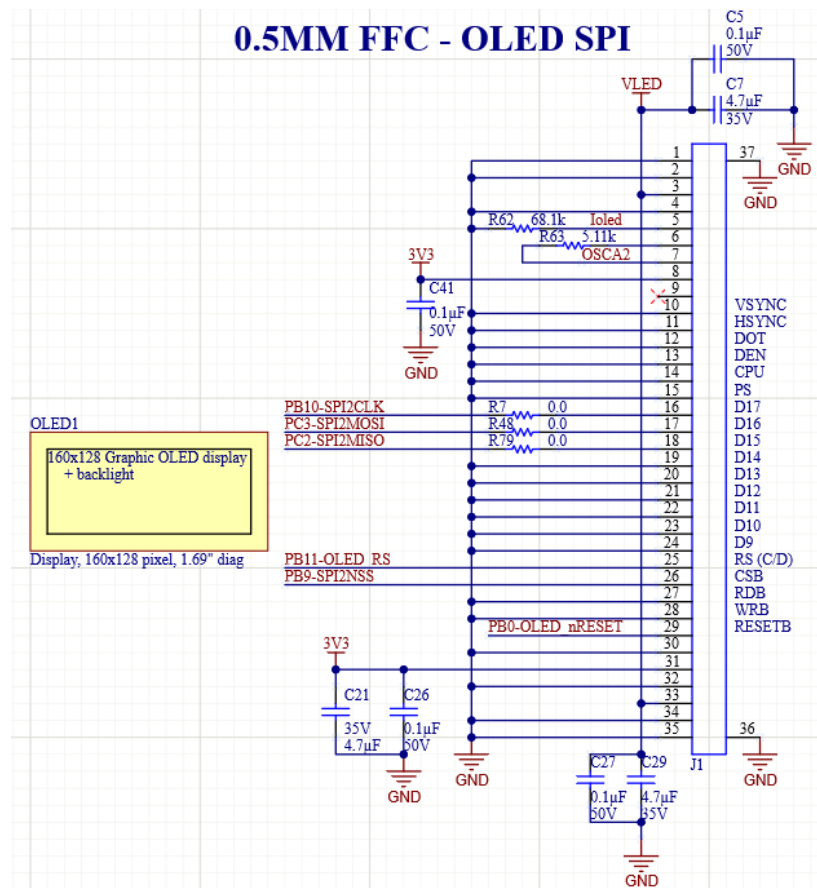 0.5MM FFC - OLED SPI
C5
0.1µF
50V
C7
4.7µF
35V
VLED
GND
1
37
2
GND
3
4
R62 68.1k Ioled 5
R63 5.11k 6
OSCA2 7
3V3
8
C41
9
0.1µF
50V
GND
10 VSYNC
11 HSYNC
12 DOT
13 DEN
14 CPU
15 PS
PB10-SPI2CLK R7 0.0 16 D17
PC3-SPI2MOSI R48 0.0 17 D16
PC2-SPI2MISO R79 0.0 18 D15
19 D14
20 D13
21 D12
22 D11
23 D10
24 D9
OLED1
160x128 Graphic OLED display
+ backlight
Display, 160x128 pixel, 1.69" diag
PB11-OLED_RS 25 RS (C/D)
PB9-SPI2NSS 26 CSB
27 RDB
28 WRB
PB0-OLED_nRESET 29 RESETB
30
3V3
31
32
C21
35V
4.7µF
C26
0.1µF
50V
33
34
35
36
GND
GND
GND
J1
C27
0.1µF
50V
C29
4.7µF
35V
GND